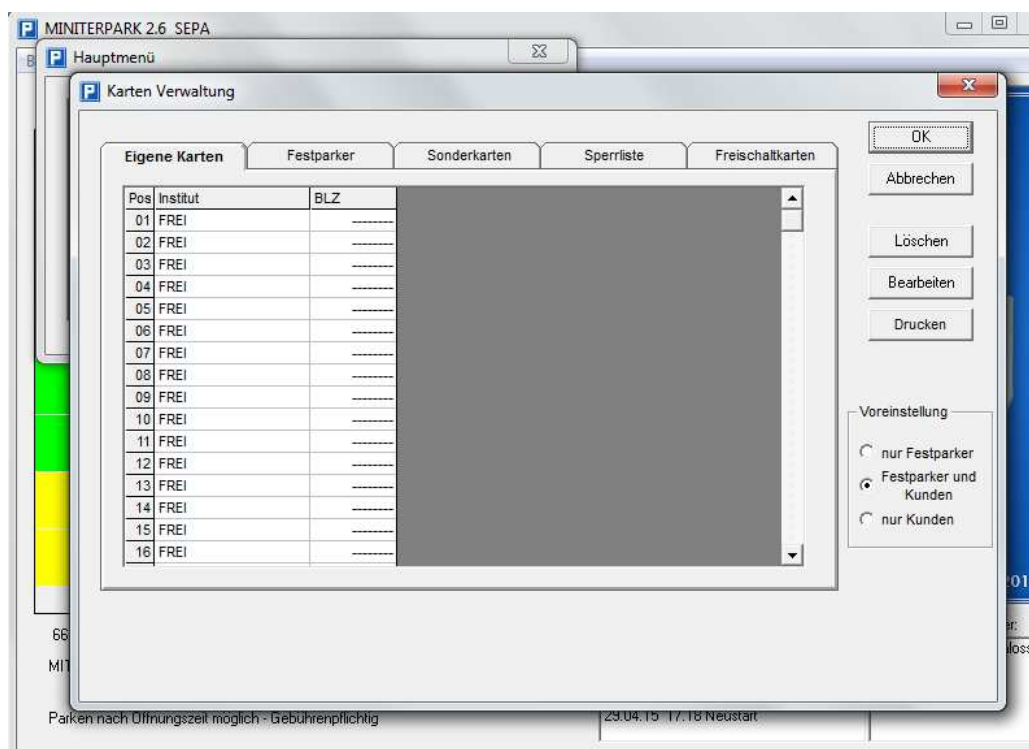 MINITERPARK 2.6 SEPA
Hauptmenü
Karten Verwaltung
OK
Eigene Karten Festparker Sonderkarten Sperrliste Freischaltkarten
Abbrechen
Pos Institut BLZ
01 FREI --------
02 FREI --------
Löschen
03 FREI --------
04 FREI --------
Bearbeiten
05 FREI --------
06 FREI --------
Drucken
07 FREI --------
08 FREI --------
09 FREI --------
10 FREI --------
Voreinstellung
11 FREI --------
12 FREI --------
nur Festparker
13 FREI --------
Festparker und
Kunden
14 FREI --------
15 FREI --------
nur Kunden
16 FREI --------
66
MIT
Parken nach Öffnungszeit möglich - Gebührenpflichtig
29.04.15 17.18 Neustart